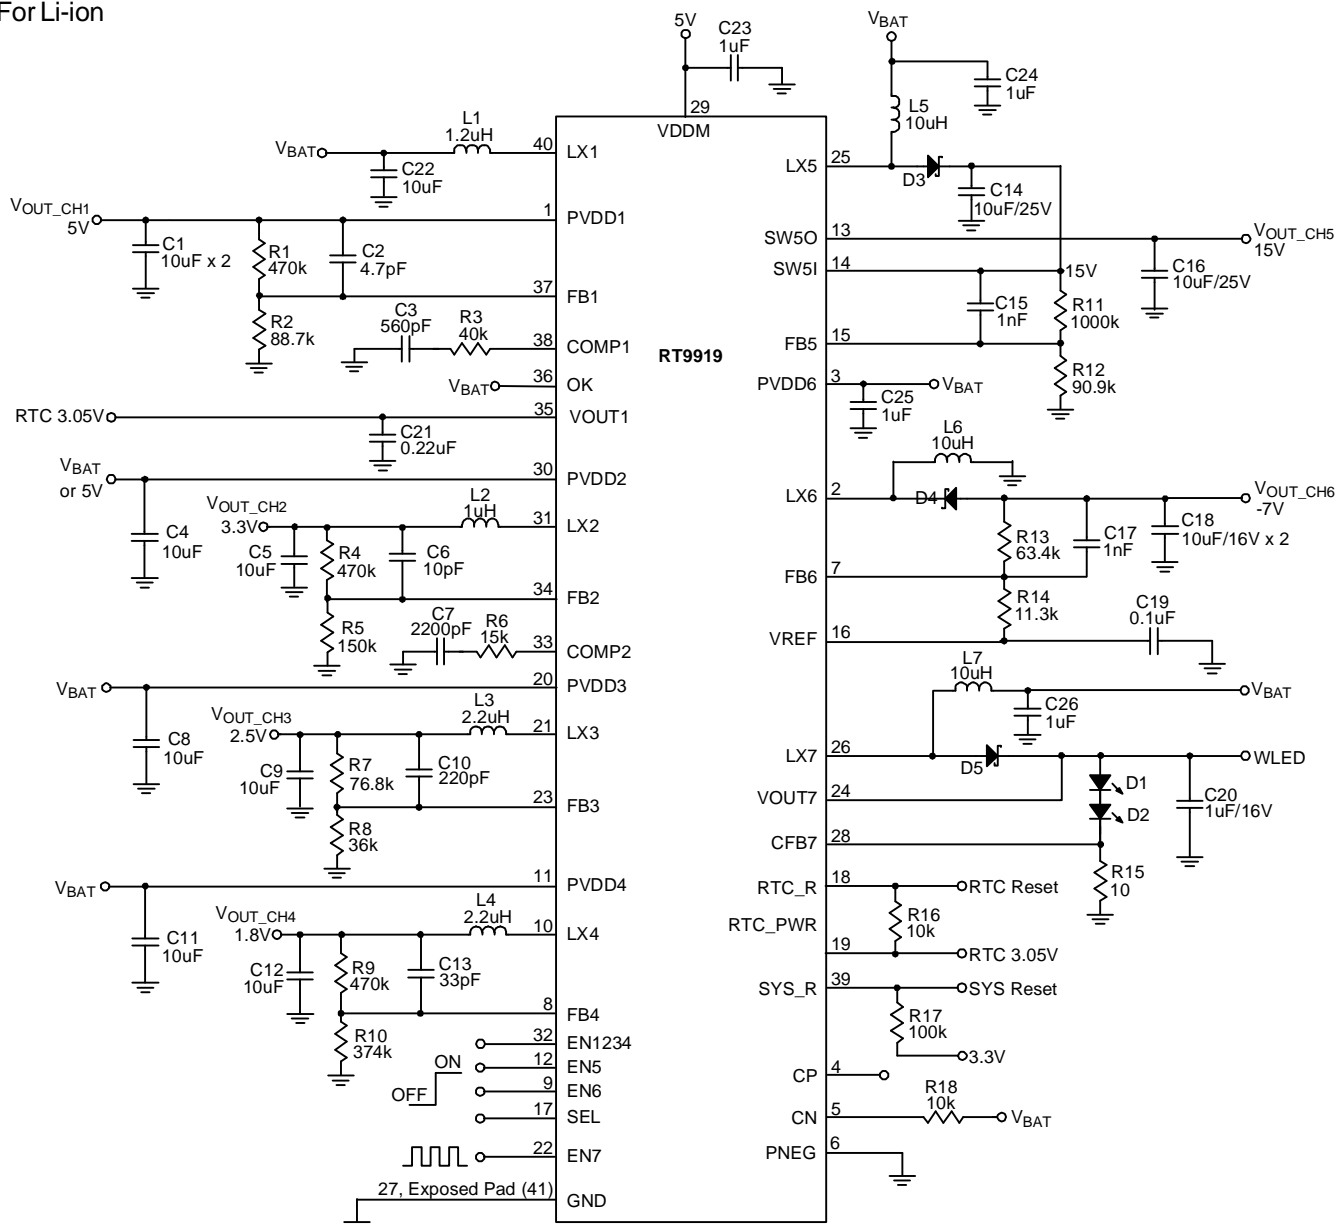 For Li-ion
5V
C23
1uF
VBAT
C24
1uF
L5
10uH
29
VDDM
L1
1.2uH
VBAT
C22
10uF
40
LX1
VOUT_CH1
5V
C1
10uF x 2
R1
470k
C2
4.7pF
1
PVDD1
37
FB1
R2
88.7k
C3
560pF
R3
40k
38
COMP1
VBAT
36
OK
RTC 3.05V
35
VOUT1
C21
0.22uF
VBAT
or 5V
30
PVDD2
C4
10uF
VOUT_CH2
3.3V
L2
1uH
31
LX2
C5
10uF
R4
470k
C6
10pF
34
FB2
R5
150k
C7
2200pF
R6
15k
33
COMP2
VBAT
20
PVDD3
C8
10uF
VOUT_CH3
2.5V
L3
2.2uH
21
LX3
C9
10uF
R7
76.8k
C10
220pF
23
FB3
R8
36k
VBAT
11
PVDD4
C11
10uF
VOUT_CH4
1.8V
L4
2.2uH
10
LX4
C12
10uF
R9
470k
C13
33pF
8
FB4
R10
374k
32
EN1234
ON
OFF
12
EN5
9
EN6
17
SEL
22
EN7
27, Exposed Pad (41)
GND
RT9919
LX5
25
D3
C14
10uF/25V
SW5O
13
VOUT_CH5
15V
C16
10uF/25V
SW5I
14
15V
C15
1nF
R11
1000k
FB5
15
R12
90.9k
PVDD6
3
VBAT
C25
1uF
L6
10uH
LX6
2
D4
VOUT_CH6
-7V
R13
63.4k
C17
1nF
C18
10uF/16V x 2
FB6
7
R14
11.3k
C19
0.1uF
VREF
16
L7
10uH
VBAT
C26
1uF
LX7
26
D5
WLED
D1
D2
C20
1uF/16V
VOUT7
24
CFB7
28
R15
10
RTC_R
18
RTC Reset
R16
10k
RTC_PWR
19
RTC 3.05V
SYS_R
39
SYS Reset
R17
100k
3.3V
CP
4
R18
10k
CN
5
VBAT
PNEG
6